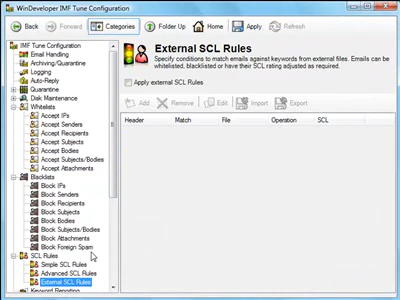 WinDeveloper IMF Tune Configuration
Back Forward Categories Folder Up Home Apply Refresh
IMF Tune Configuration
Email Handling
Archiving/Quarantine
Logging
Auto-Reply
Quarantine
Disk Maintenance
Whitelists
Accept IPs
Accept Senders
Accept Recipients
Accept Subjects
Accept Bodies
Accept Subjects/Bodies
Accept Attachments
Blacklists
Block IPs
Block Senders
Block Recipients
Block Subjects
Block Bodies
Block Subjects/Bodies
Block Attachments
Block Foreign Spam
SCL Rules
Simple SCL Rules
Advanced SCL Rules
External SCL Rules
Keyword Reporting
External SCL Rules
Specify conditions to match emails against keywords from external files. Emails can be
whitelisted, blacklisted or have their SCL rating adjusted as required.
Apply external SCL Rules
Add Remove Edit Import Export
Header Match File Operation SCL